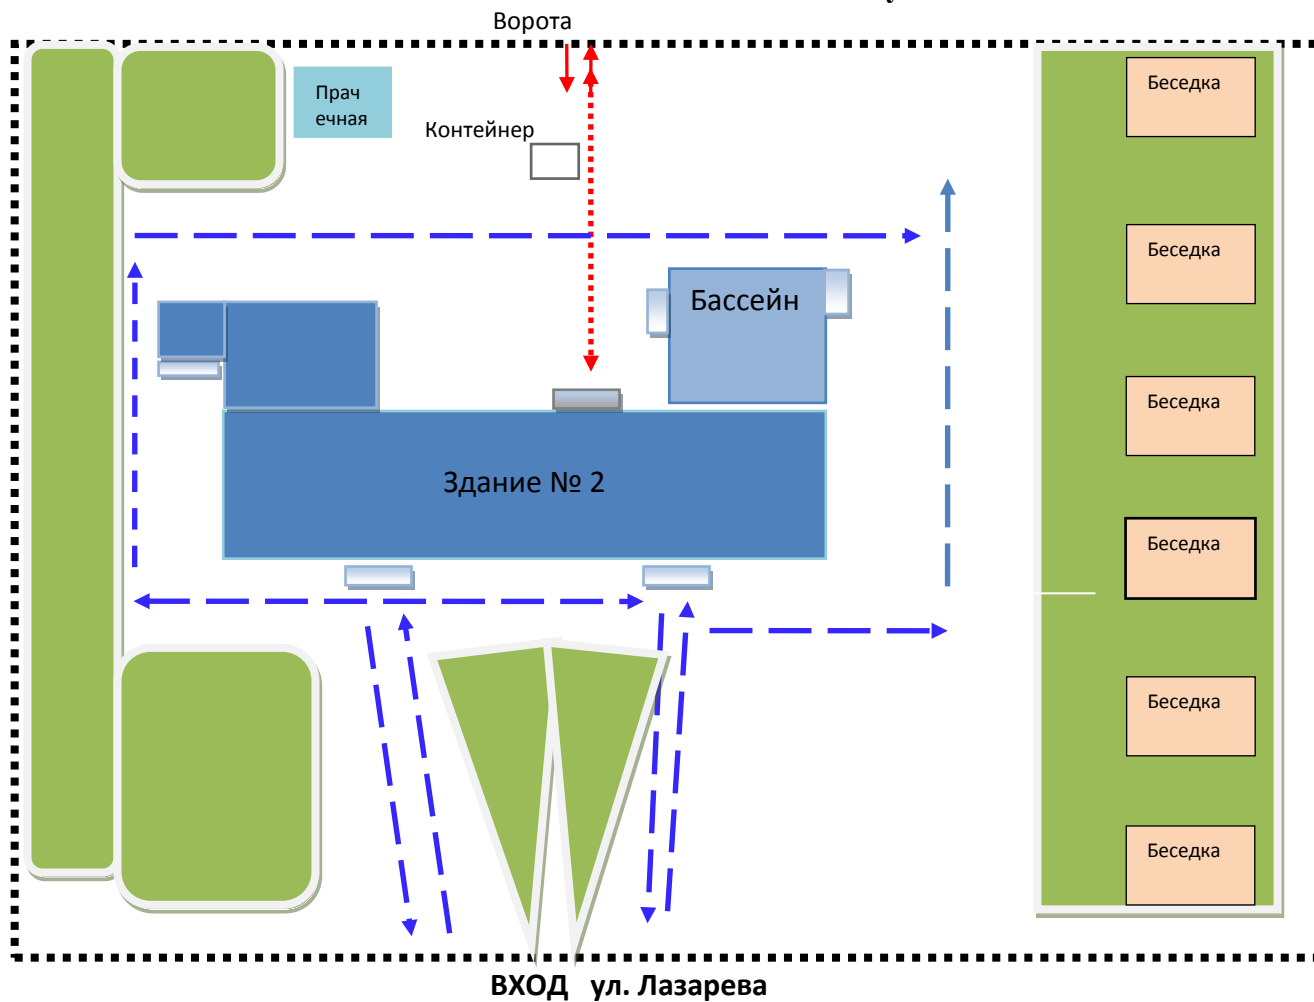 Ворота
Беседка
Прач
ечная
Контейнер
Беседка
Бассейн
Беседка
Здание № 2
Беседка
Беседка
Беседка
ВХОД ул. Лазарева